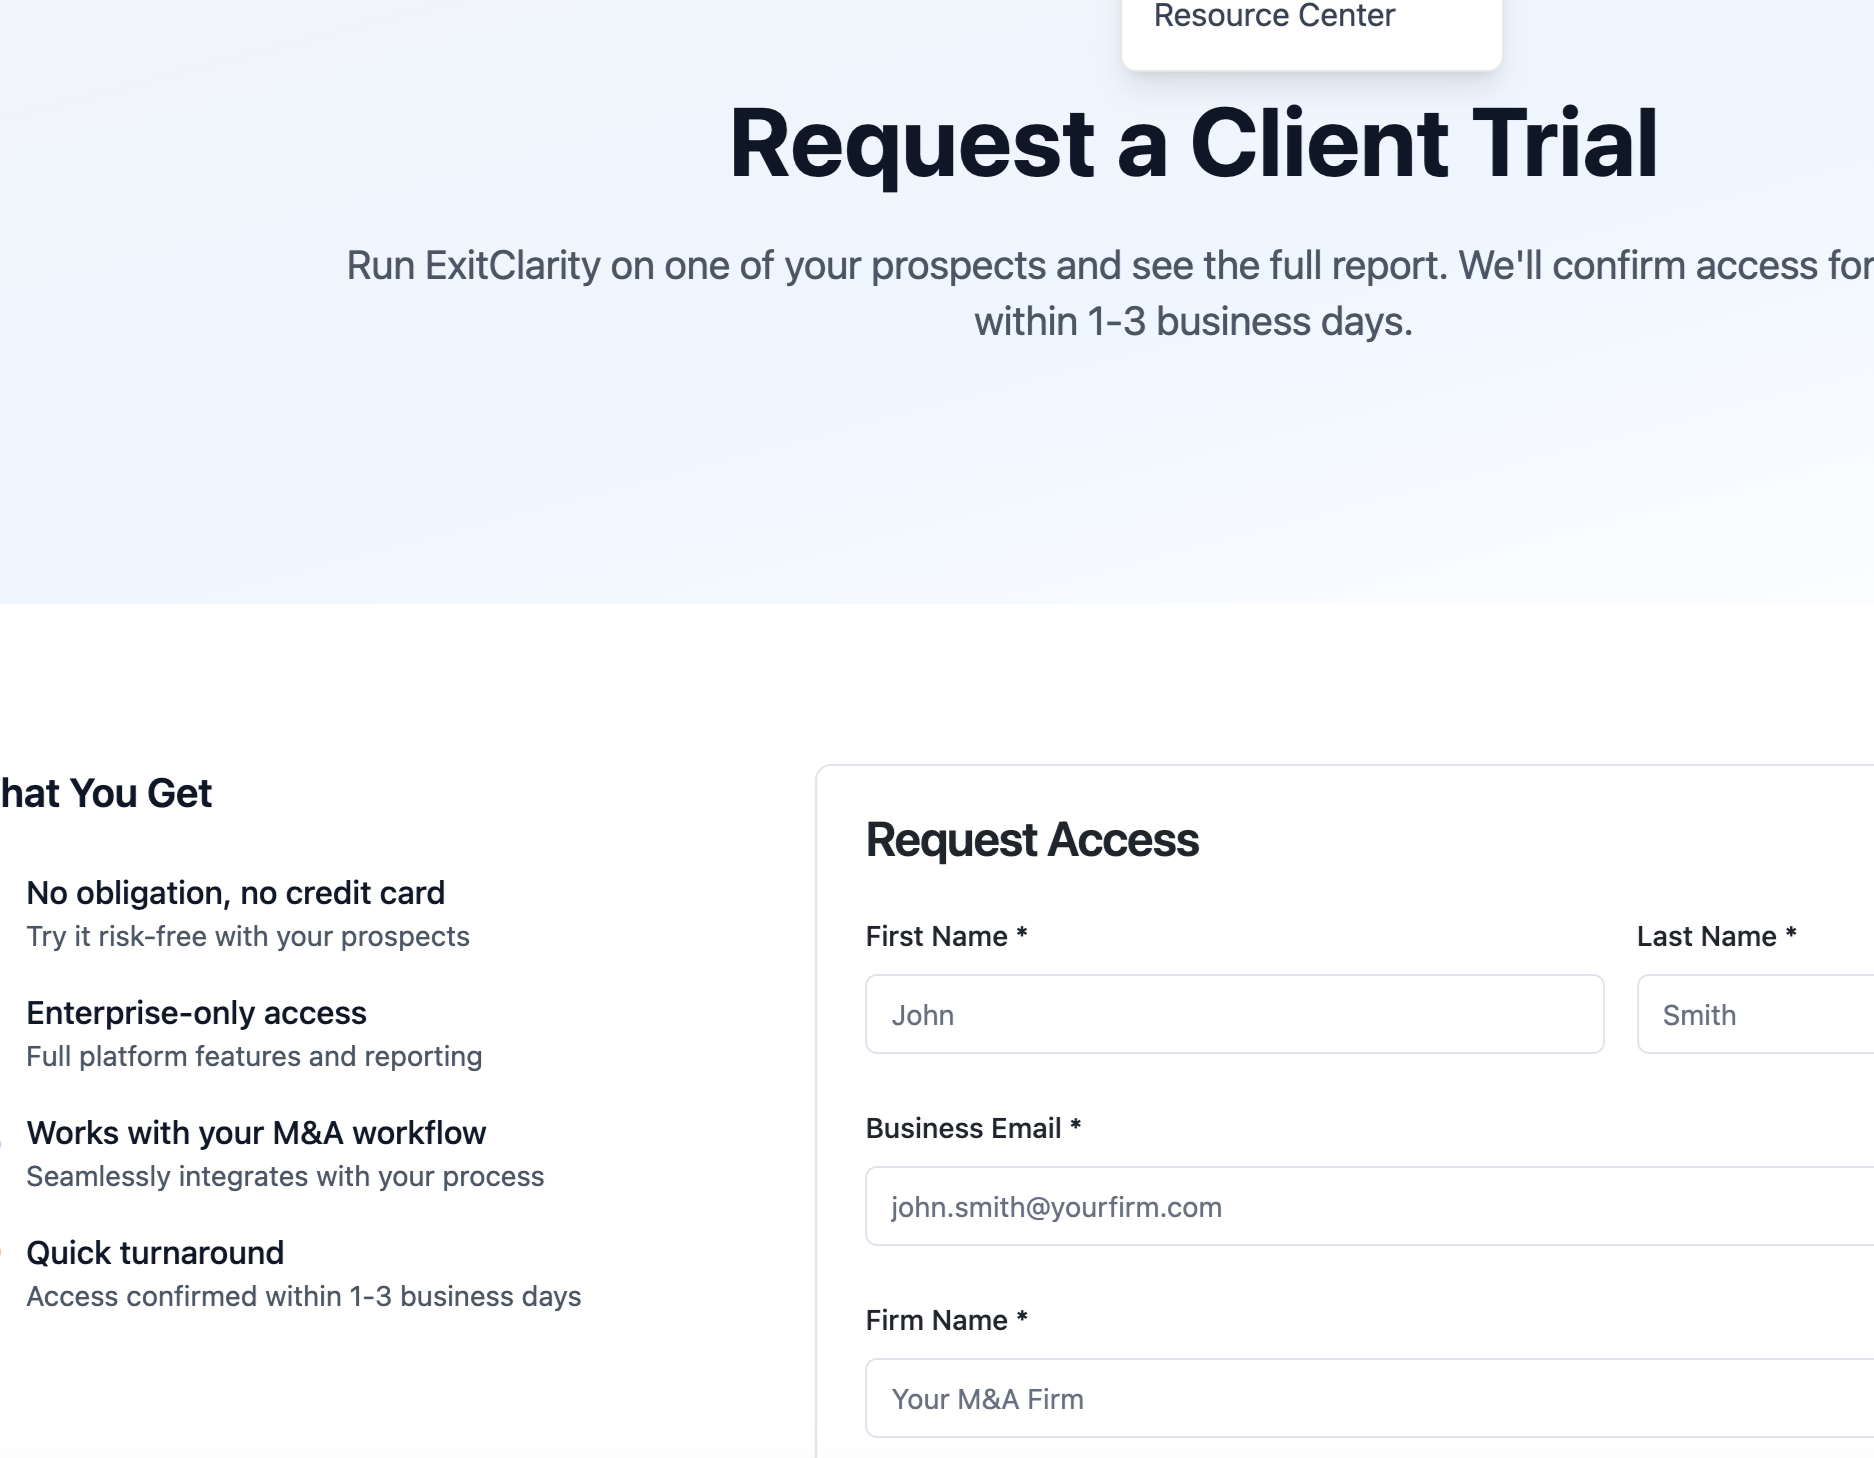 Resource Center
Request a Client Trial
Run ExitClarity on one of your prospects and see the full report. We'll confirm access for
within 1-3 business days.
hat You Get
No obligation, no credit card
Try it risk-free with your prospects
Enterprise-only access
Full platform features and reporting
Works with your M&A workflow
Seamlessly integrates with your process
Quick turnaround
Access confirmed within 1-3 business days
Request Access
First Name *
Last Name *
John
Smith
Business Email *
john.smith@yourfirm.com
Firm Name *
Your M&A Firm